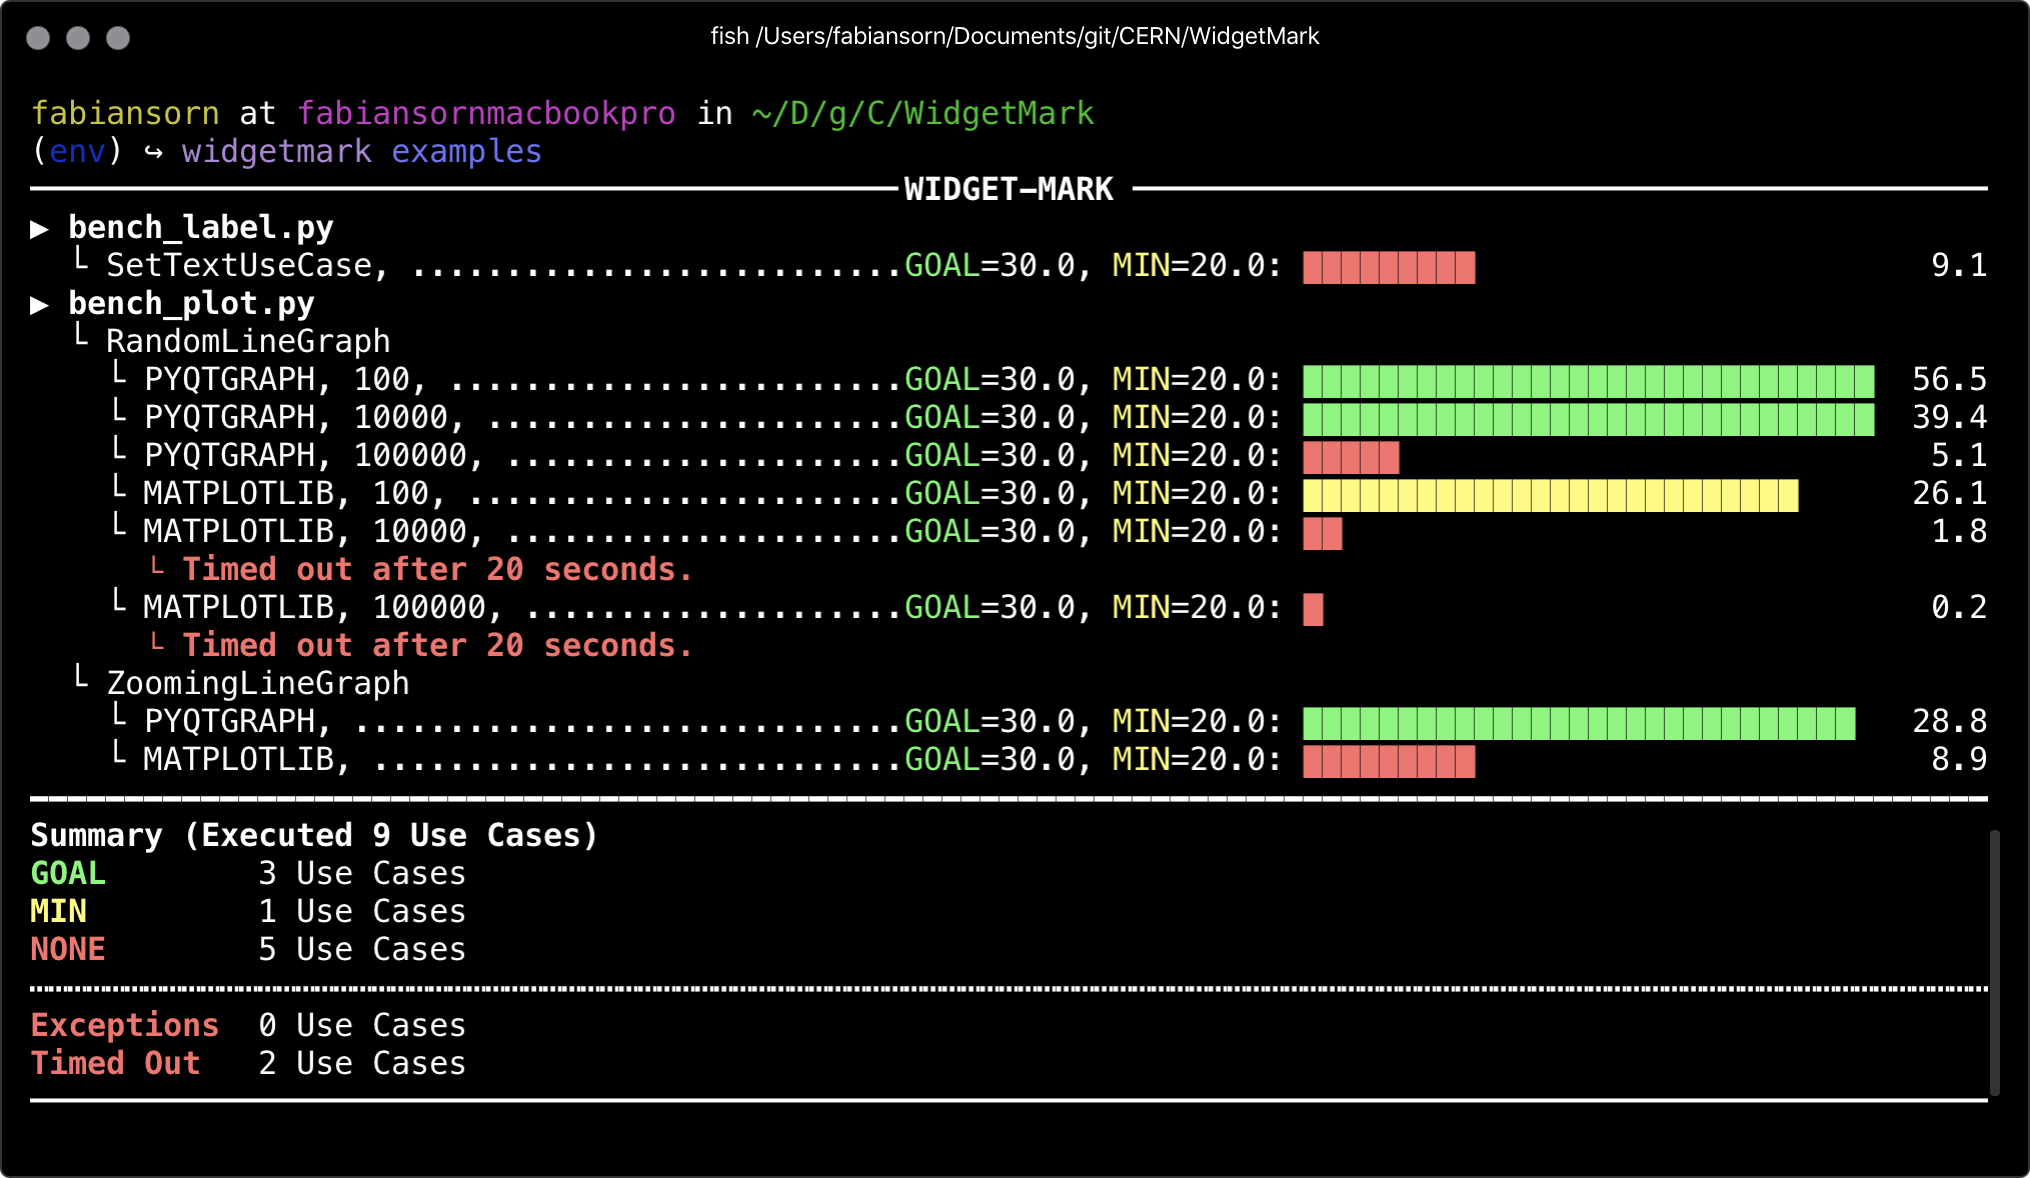 fish /Users/fabiansorn/Documents/git/CERN/WidgetMark
fabiansorn at fabiansornmacbookpro in ~/D/g/C/WidgetMark
(env) ↪ widgetmark examples
WIDGET-MARK
▶ bench_label.py
└ SetTextUseCase, ..........................GOAL=30.0, MIN=20.0: 9.1
▶ bench_plot.py
└ RandomLineGraph
└ PYQTGRAPH, 100, ........................GOAL=30.0, MIN=20.0: 56.5
└ PYQTGRAPH, 10000, ......................GOAL=30.0, MIN=20.0: 39.4
└ PYQTGRAPH, 100000, .....................GOAL=30.0, MIN=20.0: 5.1
└ MATPLOTLIB, 100, .......................GOAL=30.0, MIN=20.0: 26.1
└ MATPLOTLIB, 10000, .....................GOAL=30.0, MIN=20.0: 1.8
└ Timed out after 20 seconds.
└ MATPLOTLIB, 100000, ....................GOAL=30.0, MIN=20.0: 0.2
└ Timed out after 20 seconds.
└ ZoomingLineGraph
└ PYQTGRAPH, .............................GOAL=30.0, MIN=20.0: 28.8
└ MATPLOTLIB, ............................GOAL=30.0, MIN=20.0: 8.9
Summary (Executed 9 Use Cases)
GOAL 3 Use Cases
MIN 1 Use Cases
NONE 5 Use Cases
Exceptions 0 Use Cases
Timed Out 2 Use Cases